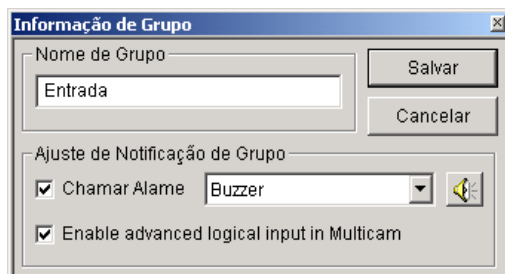 Informação de Grupo
Nome de Grupo
Entrada
Salvar
Cancelar
Ajuste de Notificação de Grupo
Chamar Alame
Buzzer
Enable advanced logical input in Multicam